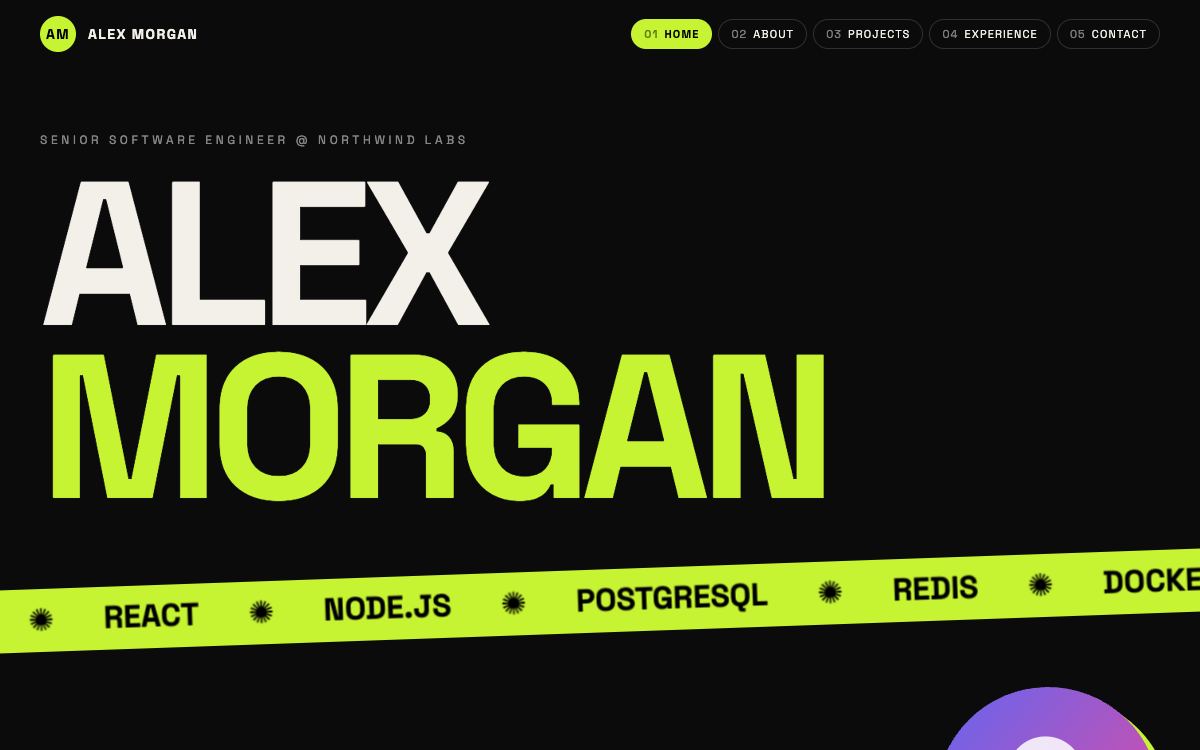 AM ALEX MORGAN
01 HOME 02 ABOUT 03 PROJECTS 04 EXPERIENCE 05 CONTACT
SENIOR SOFTWARE ENGINEER @ NORTHWIND LABS
ALEX
MORGAN
✺ REACT ✺ NODE.JS ✺ POSTGRESQL ✺ REDIS ✺ DOCKE